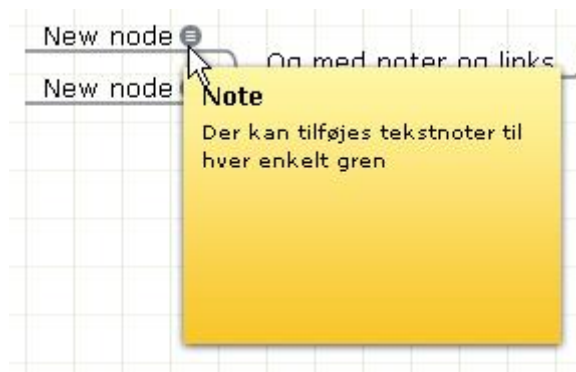 New node
Og med noter og links
New node
Note
Der kan tilføjes tekstnoter til
hver enkelt gren